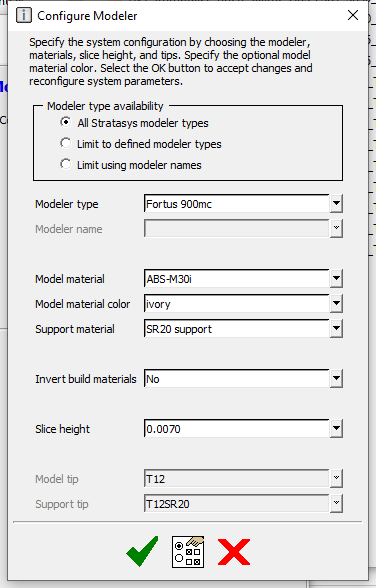 Configure Modeler
Specify the system configuration by choosing the modeler,
materials, slice height, and tips. Specify the optional model
material color. Select the OK button to accept changes and
reconfigure system parameters.
Modeler type availability
All Stratasys modeler types
Limit to defined modeler types
Limit using modeler names
Modeler type Fortus 900mc
Modeler name
Model material ABS-M30i
Model material color ivory
Support material SR20 support
Invert build materials No
Slice height 0.0070
Model tip T12
Support tip T12SR20